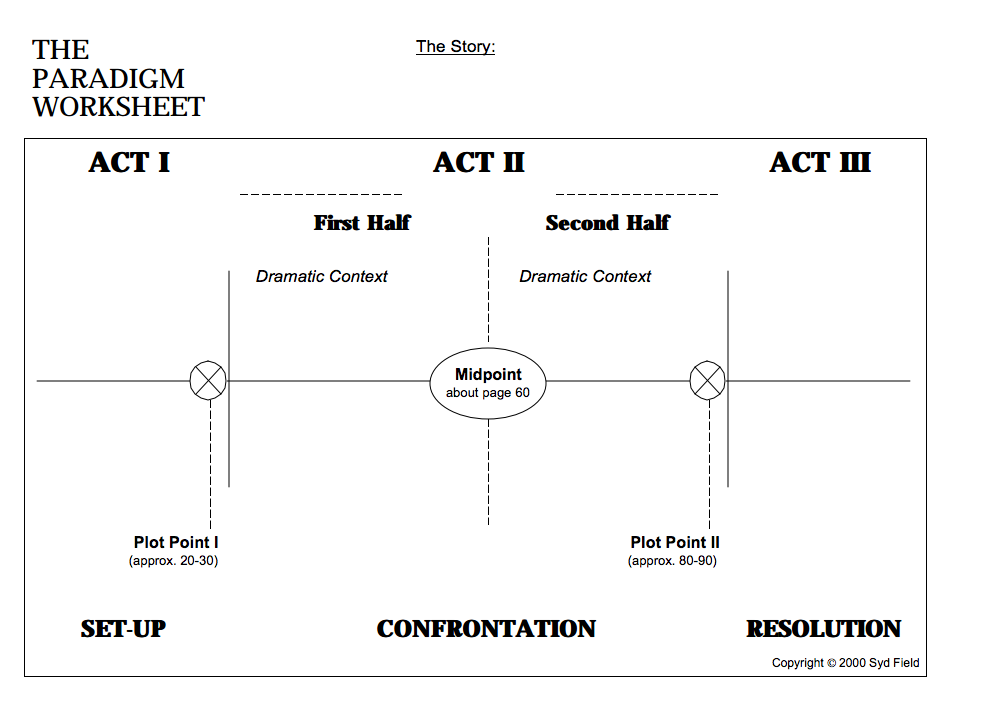 THE
PARADIGM
WORKSHEET
The Story:
ACT I
ACT II
ACT III
First Half
Second Half
Dramatic Context
Dramatic Context
Midpoint
about page 60
Plot Point I
(approx. 20-30)
Plot Point II
(approx. 80-90)
SET-UP
CONFRONTATION
RESOLUTION
Copyright © 2000 Syd Field